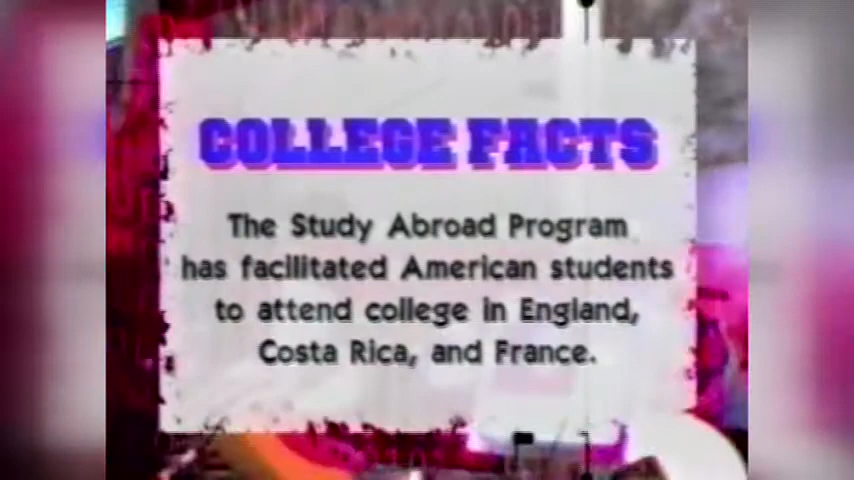 COLLEGE FACTS
The Study Abroad Program
has facilitated American students
to attend college in England,
Costa Rica, and France.